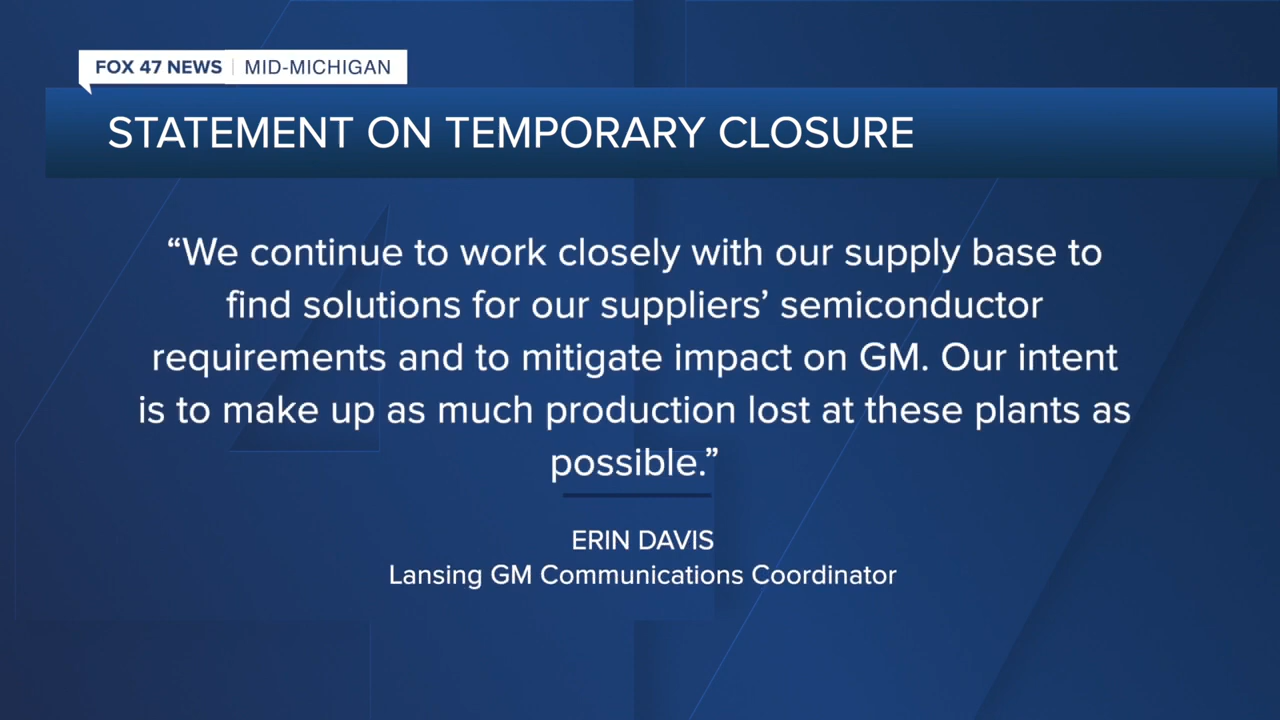 FOX 47 NEWS | MID-MICHIGAN
STATEMENT ON TEMPORARY CLOSURE
“We continue to work closely with our supply base to
find solutions for our suppliers’ semiconductor
requirements and to mitigate impact on GM. Our intent
is to make up as much production lost at these plants as
possible.”
ERIN DAVIS
Lansing GM Communications Coordinator